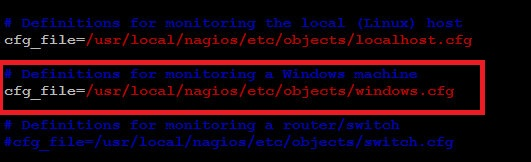 # Definitions for monitoring the local (Linux) host
cfg_file=/usr/local/nagios/etc/objects/localhost.cfg
# Definitions for monitoring a Windows machine
cfg_file=/usr/local/nagios/etc/objects/windows.cfg
# Definitions for monitoring a router/switch
#cfg_file=/usr/local/nagios/etc/objects/switch.cfg